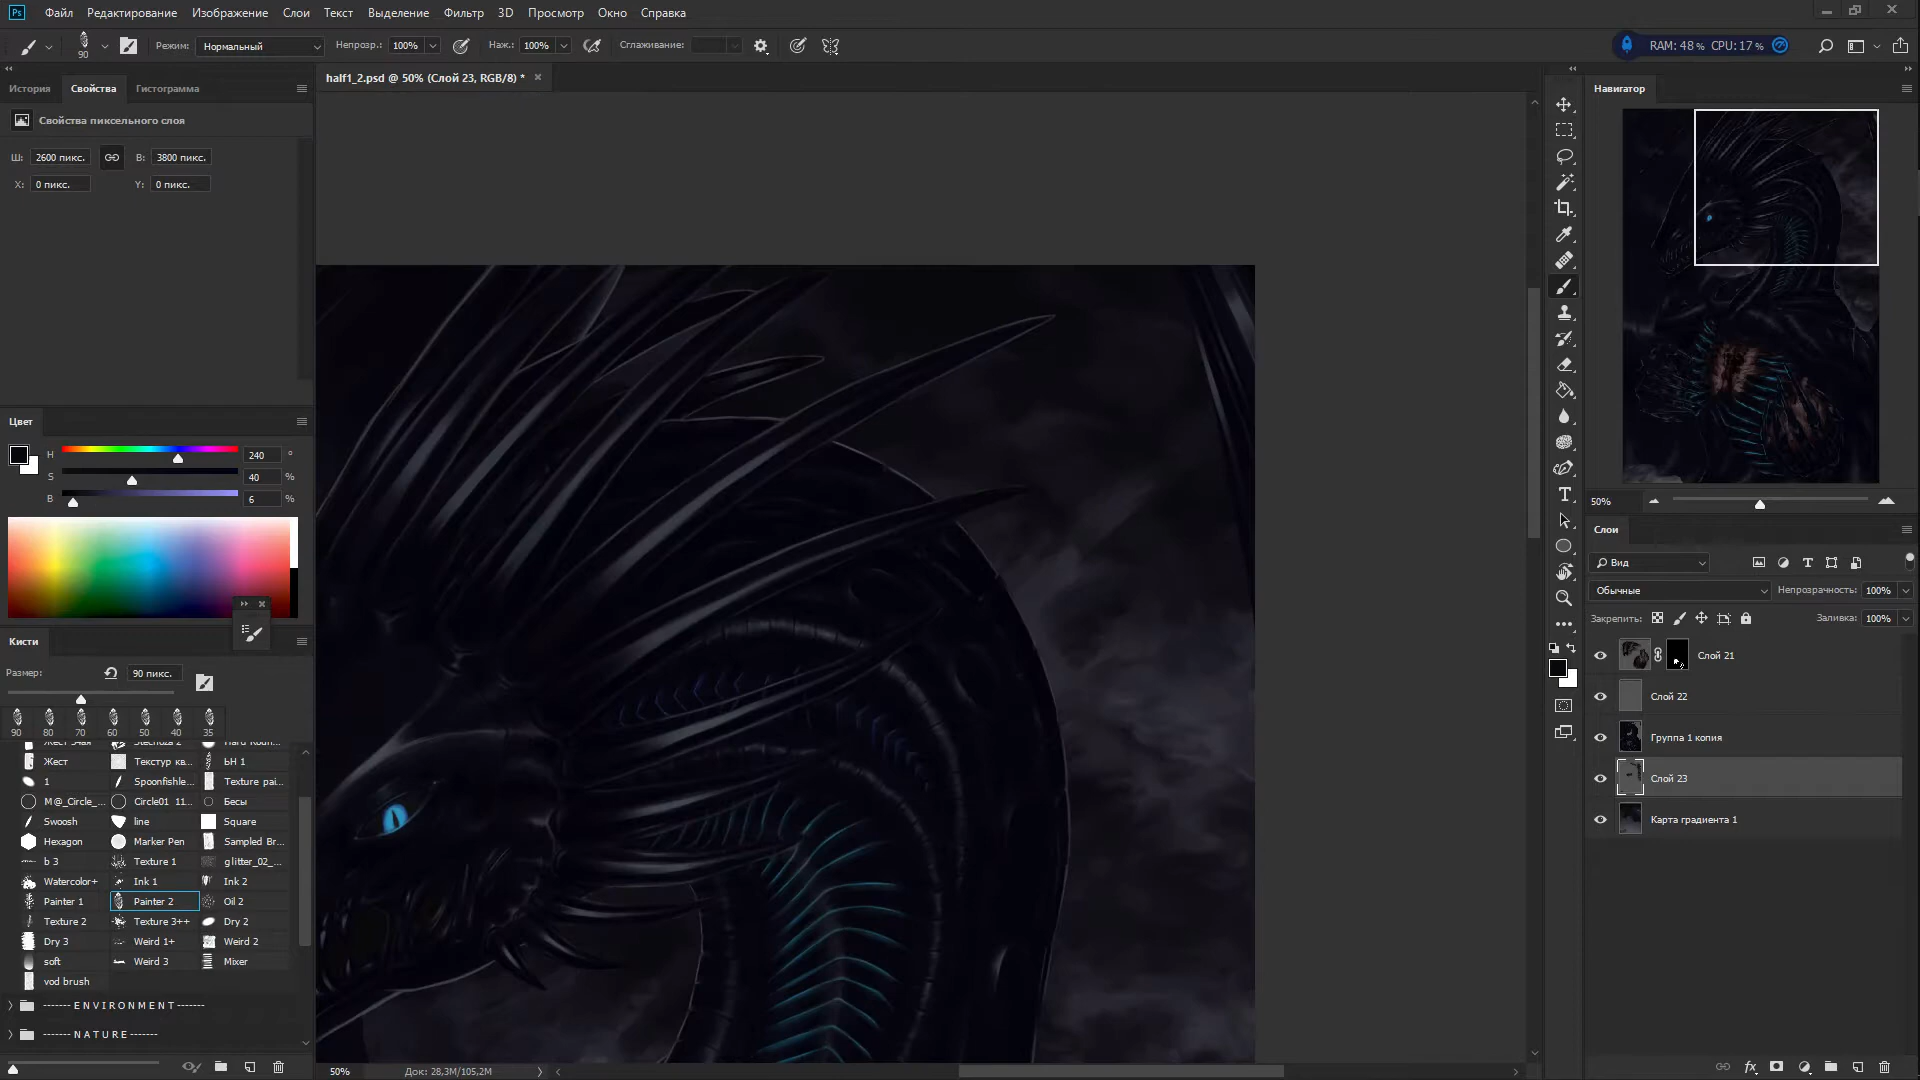 Ps Файл Редактирование Изображение Слои Текст Выделение Фильтр 3D Просмотр Окно Справка
90 Режим: Нормальный Непрозр.: 100% Наж.: 100% Сглаживание: RAM: 48 % CPU: 17 %
half1_2.psd @ 50% (Слой 23, RGB/8) *
История Свойства Гистограмма
Свойства пиксельного слоя
Ш: 2600 пикс. В: 3800 пикс.
X: 0 пикс. Y: 0 пикс.
Цвет
H 240 °
S 40 %
B 6 %
Кисти
Размер: 90 пикс.
90 80 70 60 50 40 35
Жест Текстур кв... ЬН 1
1 Spoonfishle... Texture pai...
M@_Circle_... Circle01 11... Бесы
Swoosh line Square
Hexagon Marker Pen Sampled Br...
b 3 Texture 1 glitter_02_...
Watercolor+ Ink 1 Ink 2
Painter 1 Painter 2 Oil 2
Texture 2 Texture 3++ Dry 2
Dry 3 Weird 1+ Weird 2
soft Weird 3 Mixer
vod brush
------- E N V I R O N M E N T -------
------- N A T U R E -------
50% Док: 28,3M/105,2M
Навигатор
50%
Слои
Вид
Обычные Непрозрачность: 100%
Закрепить: Заливка: 100%
Слой 21
Слой 22
Группа 1 копия
Слой 23
Карта градиента 1
fx